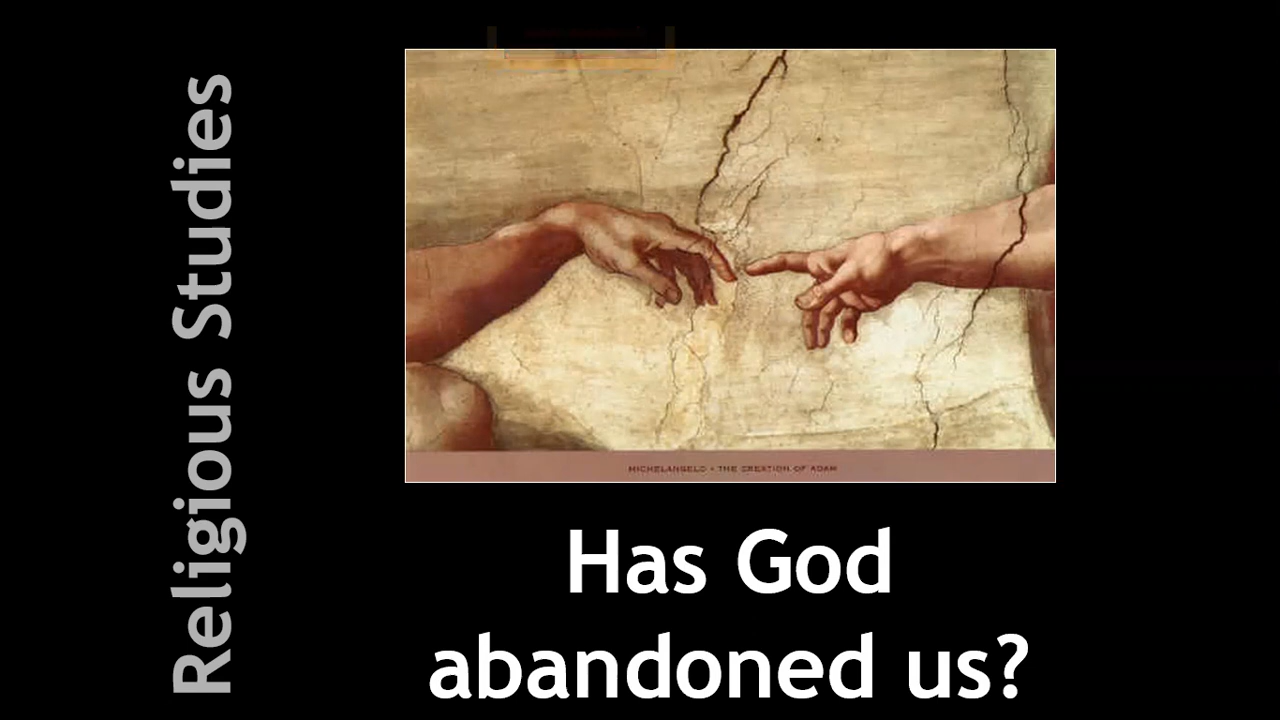 Religious Studies
MICHELANGELO • THE CREATION OF ADAM
Has God
abandoned us?